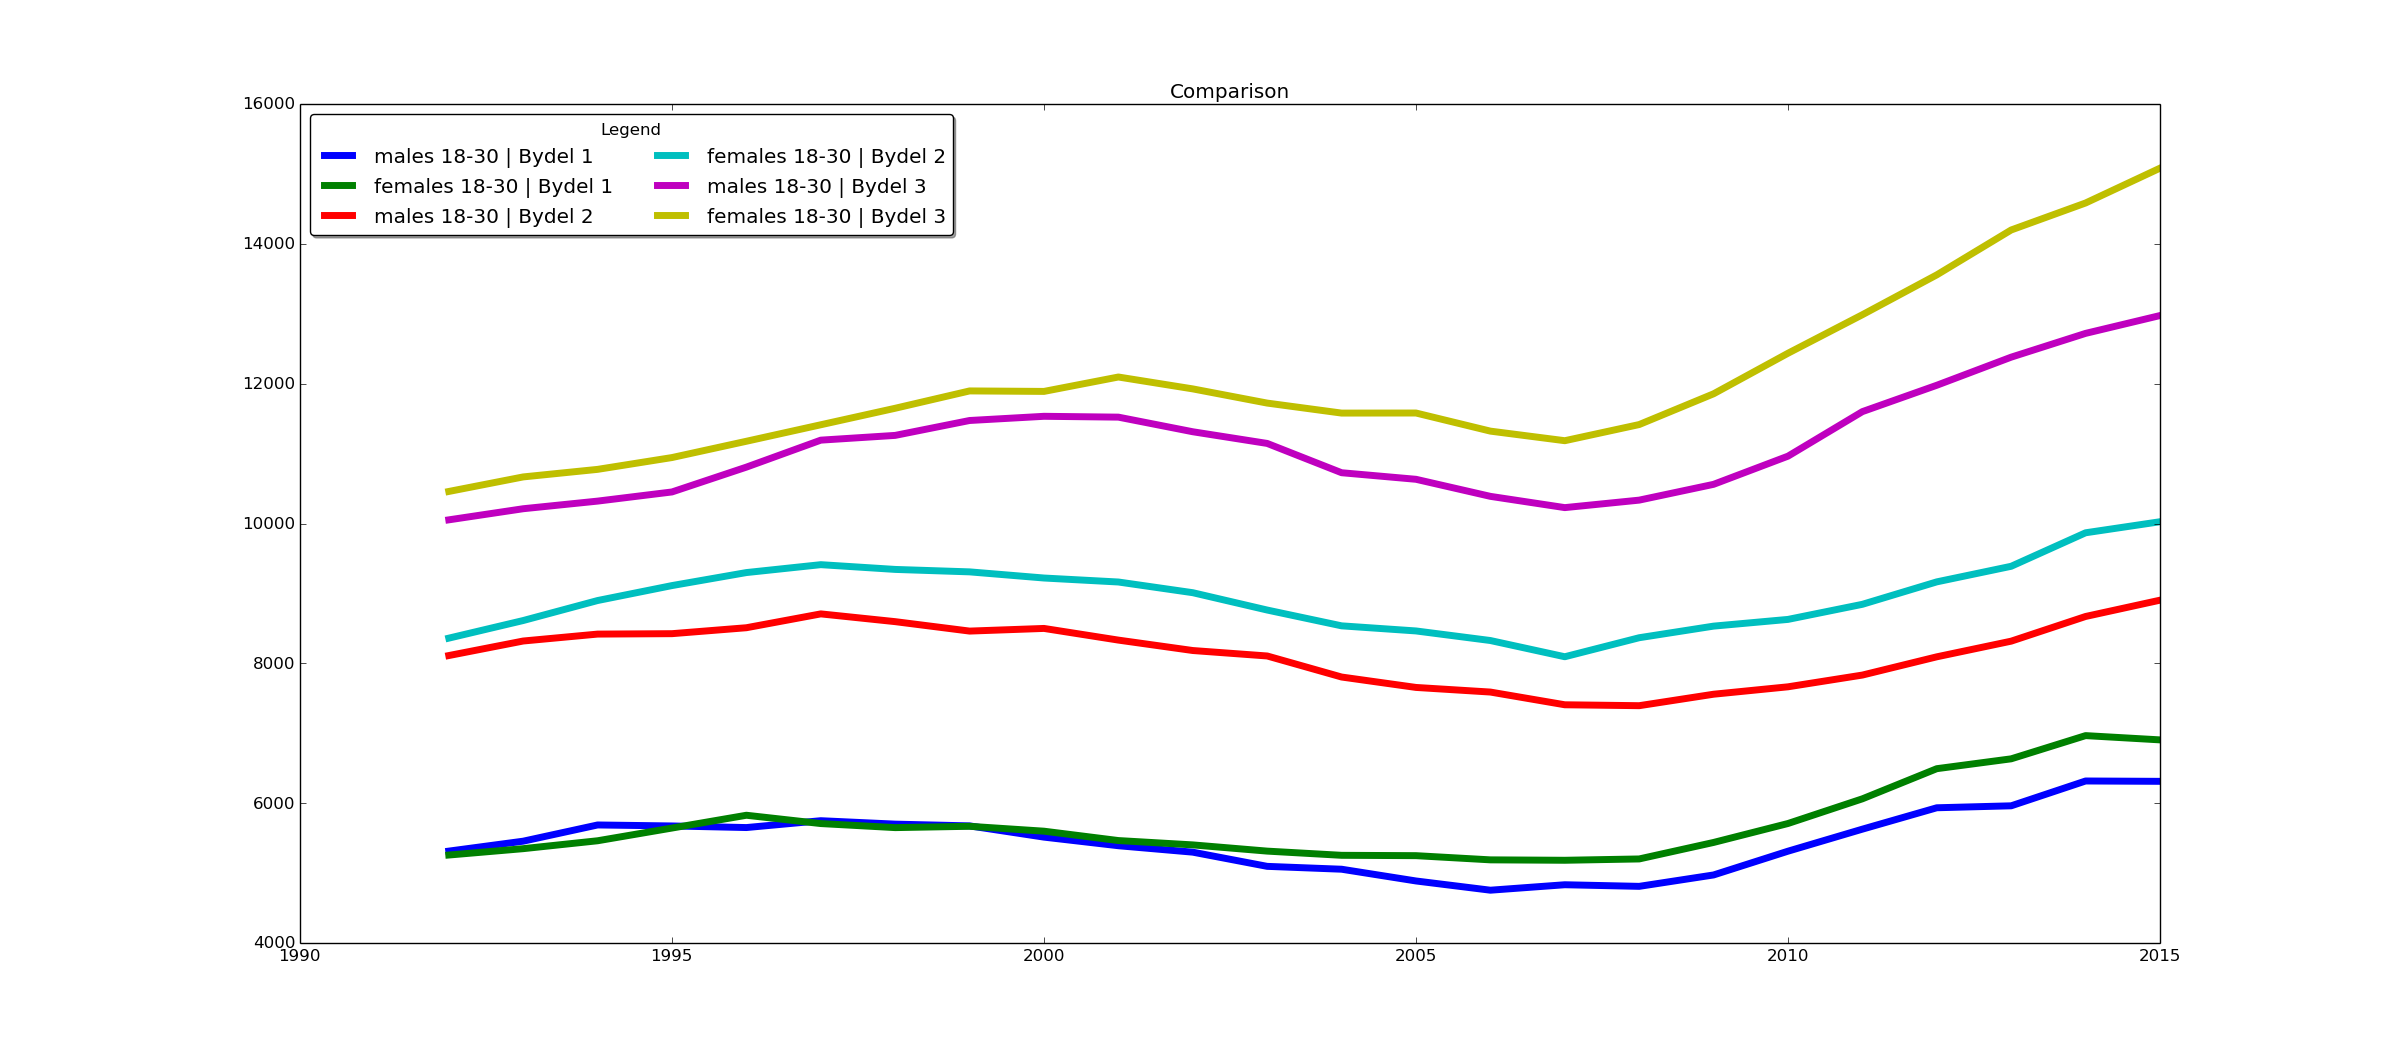 Comparison
16000
Legend
males 18-30 | Bydel 1
females 18-30 | Bydel 1
males 18-30 | Bydel 2
females 18-30 | Bydel 2
males 18-30 | Bydel 3
females 18-30 | Bydel 3
14000
12000
10000
8000
6000
4000
1990 1995 2000 2005 2010 2015